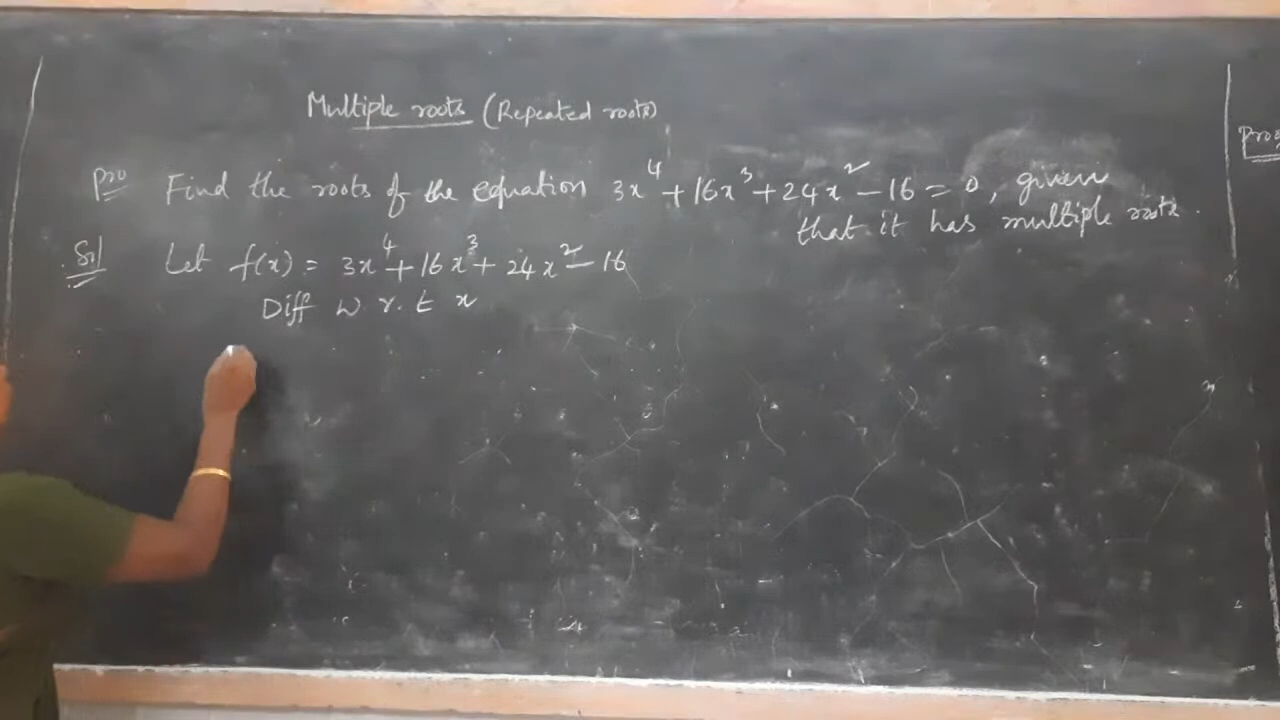 Multiple roots (Repeated roots)
Pro Find the roots of the equation 3x⁴+16x³+24x²-16=0, given
that it has multiple roots.
Sol Let f(x) = 3x⁴+16x³+24x²-16
Diff w.r.t x